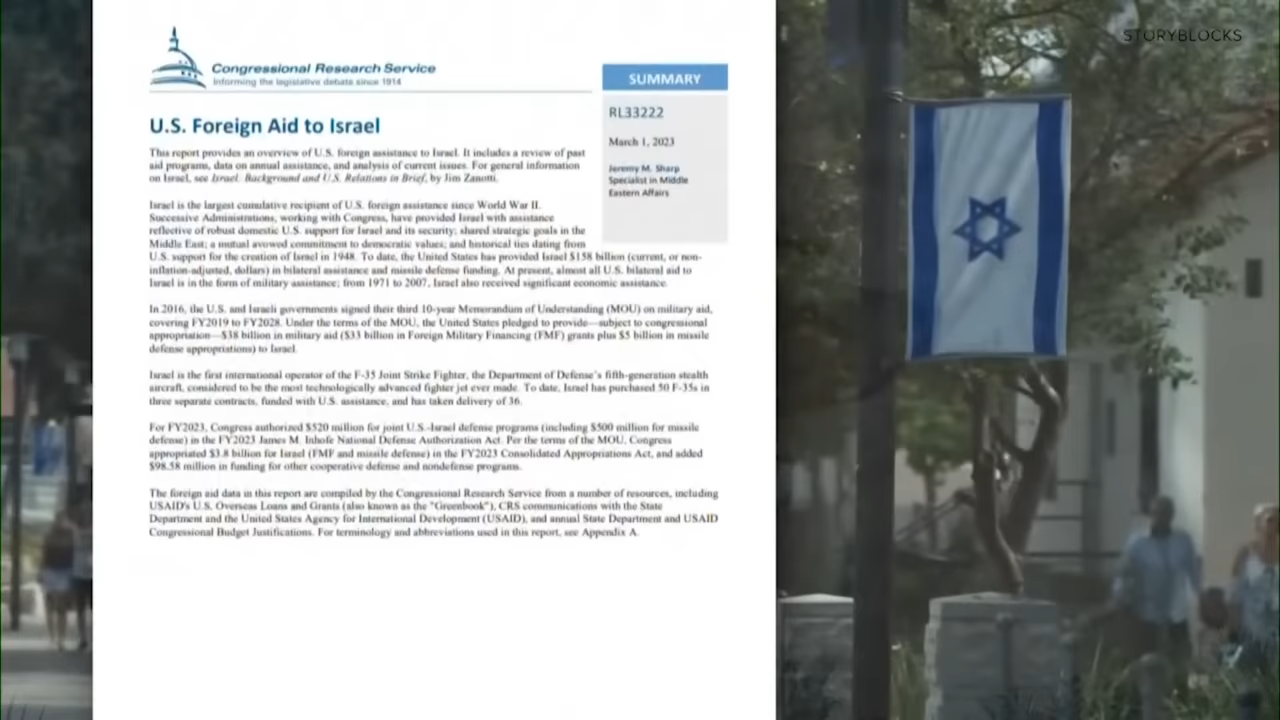 STORYBLOCKS
Congressional Research Service
Informing the legislative debate since 1914
SUMMARY
RL33222
March 1, 2023
Jeremy M. Sharp
Specialist in Middle
Eastern Affairs
U.S. Foreign Aid to Israel
This report provides an overview of U.S. foreign assistance to Israel. It includes a review of past
aid programs, data on annual assistance, and analysis of current issues. For general information
on Israel, see Israel: Background and U.S. Relations in Brief, by Jim Zanotti.
Israel is the largest cumulative recipient of U.S. foreign assistance since World War II.
Successive Administrations, working with Congress, have provided Israel with assistance
reflective of robust domestic U.S. support for Israel and its security; shared strategic goals in the
Middle East; a mutual avowed commitment to democratic values; and historical ties dating from
U.S. support for the creation of Israel in 1948. To date, the United States has provided Israel $158 billion (current, or non-
inflation-adjusted, dollars) in bilateral assistance and missile defense funding. At present, almost all U.S. bilateral aid to
Israel is in the form of military assistance; from 1971 to 2007, Israel also received significant economic assistance.
In 2016, the U.S. and Israeli governments signed their third 10-year Memorandum of Understanding (MOU) on military aid,
covering FY2019 to FY2028. Under the terms of the MOU, the United States pledged to provide—subject to congressional
appropriation—$38 billion in military aid ($33 billion in Foreign Military Financing (FMF) grants plus $5 billion in missile
defense appropriations) to Israel.
Israel is the first international operator of the F-35 Joint Strike Fighter, the Department of Defense's fifth-generation stealth
aircraft, considered to be the most technologically advanced fighter jet ever made. To date, Israel has purchased 50 F-35s in
three separate contracts, funded with U.S. assistance, and has taken delivery of 36.
For FY2023, Congress authorized $520 million for joint U.S.-Israel defense programs (including $500 million for missile
defense) in the FY2023 James M. Inhofe National Defense Authorization Act. Per the terms of the MOU, Congress
appropriated $3.8 billion for Israel (FMF and missile defense) in the FY2023 Consolidated Appropriations Act, and added
$98.58 million in funding for other cooperative defense and nondefense programs.
The foreign aid data in this report are compiled by the Congressional Research Service from a number of resources, including
USAID's U.S. Overseas Loans and Grants (also known as the "Greenbook"), CRS communications with the State
Department and the United States Agency for International Development (USAID), and annual State Department and USAID
Congressional Budget Justifications. For terminology and abbreviations used in this report, see Appendix A.